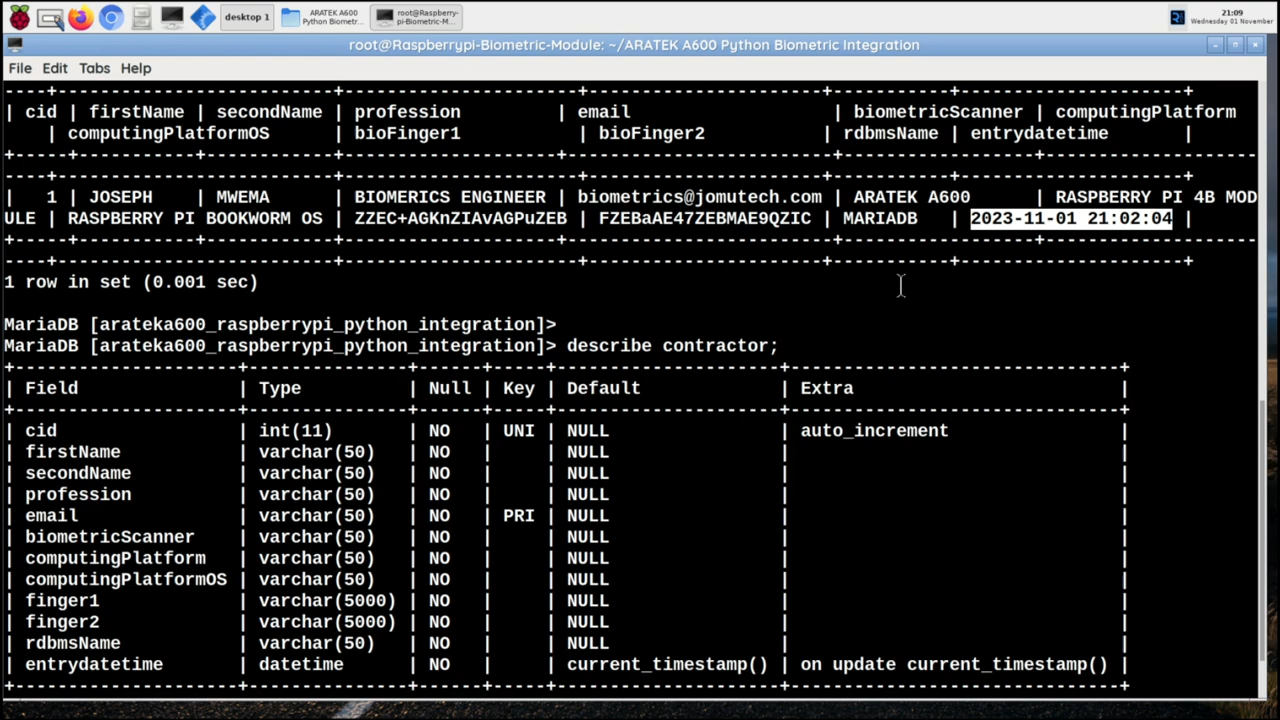 desktop 1
ARATEK A600
Python Biometr...
root@Raspberry-
pi-Biometric-M...
21:09
Wednesday 01 November
root@Raspberrypi-Biometric-Module: ~/ARATEK A600 Python Biometric Integration
File Edit Tabs Help
----+-----------+------------+----------------------+----------------------+-----------+--------------------+
| cid | firstName | secondName | profession | email | biometricScanner | computingPlatform
| computingPlatformOS | bioFinger1 | bioFinger2 | rdbmsName | entrydatetime |
+-----+-----------+------------+--------------------+------------------------+------------------+-------------------
----+-----------------------+----------------------+----------------------+-----------+---------------------+
| 1 | JOSEPH | MWEMA | BIOMERICS ENGINEER | biometrics@jomutech.com | ARATEK A600 | RASPBERRY PI 4B MOD
ULE | RASPBERRY PI BOOKWORM OS | ZZEC+AGKnZIAvAGPuZEB | FZEBaAE47ZEBMAE9QZIC | MARIADB | 2023-11-01 21:02:04 |
+-----+-----------+------------+--------------------+------------------------+------------------+-------------------
----+--------------------------+----------------------+----------------------+-----------+---------------------+
1 row in set (0.001 sec)
MariaDB [arateka600_raspberrypi_python_integration]>
MariaDB [arateka600_raspberrypi_python_integration]> describe contractor;
+---------------------+---------------+------+-----+---------------------+-------------------------------+
| Field | Type | Null | Key | Default | Extra |
+---------------------+---------------+------+-----+---------------------+-------------------------------+
| cid | int(11) | NO | UNI | NULL | auto_increment |
| firstName | varchar(50) | NO | | NULL | |
| secondName | varchar(50) | NO | | NULL | |
| profession | varchar(50) | NO | | NULL | |
| email | varchar(50) | NO | PRI | NULL | |
| biometricScanner | varchar(50) | NO | | NULL | |
| computingPlatform | varchar(50) | NO | | NULL | |
| computingPlatformOS | varchar(50) | NO | | NULL | |
| finger1 | varchar(5000) | NO | | NULL | |
| finger2 | varchar(5000) | NO | | NULL | |
| rdbmsName | varchar(50) | NO | | NULL | |
| entrydatetime | datetime | NO | | current_timestamp() | on update current_timestamp() |
+---------------------+---------------+------+-----+---------------------+-------------------------------+